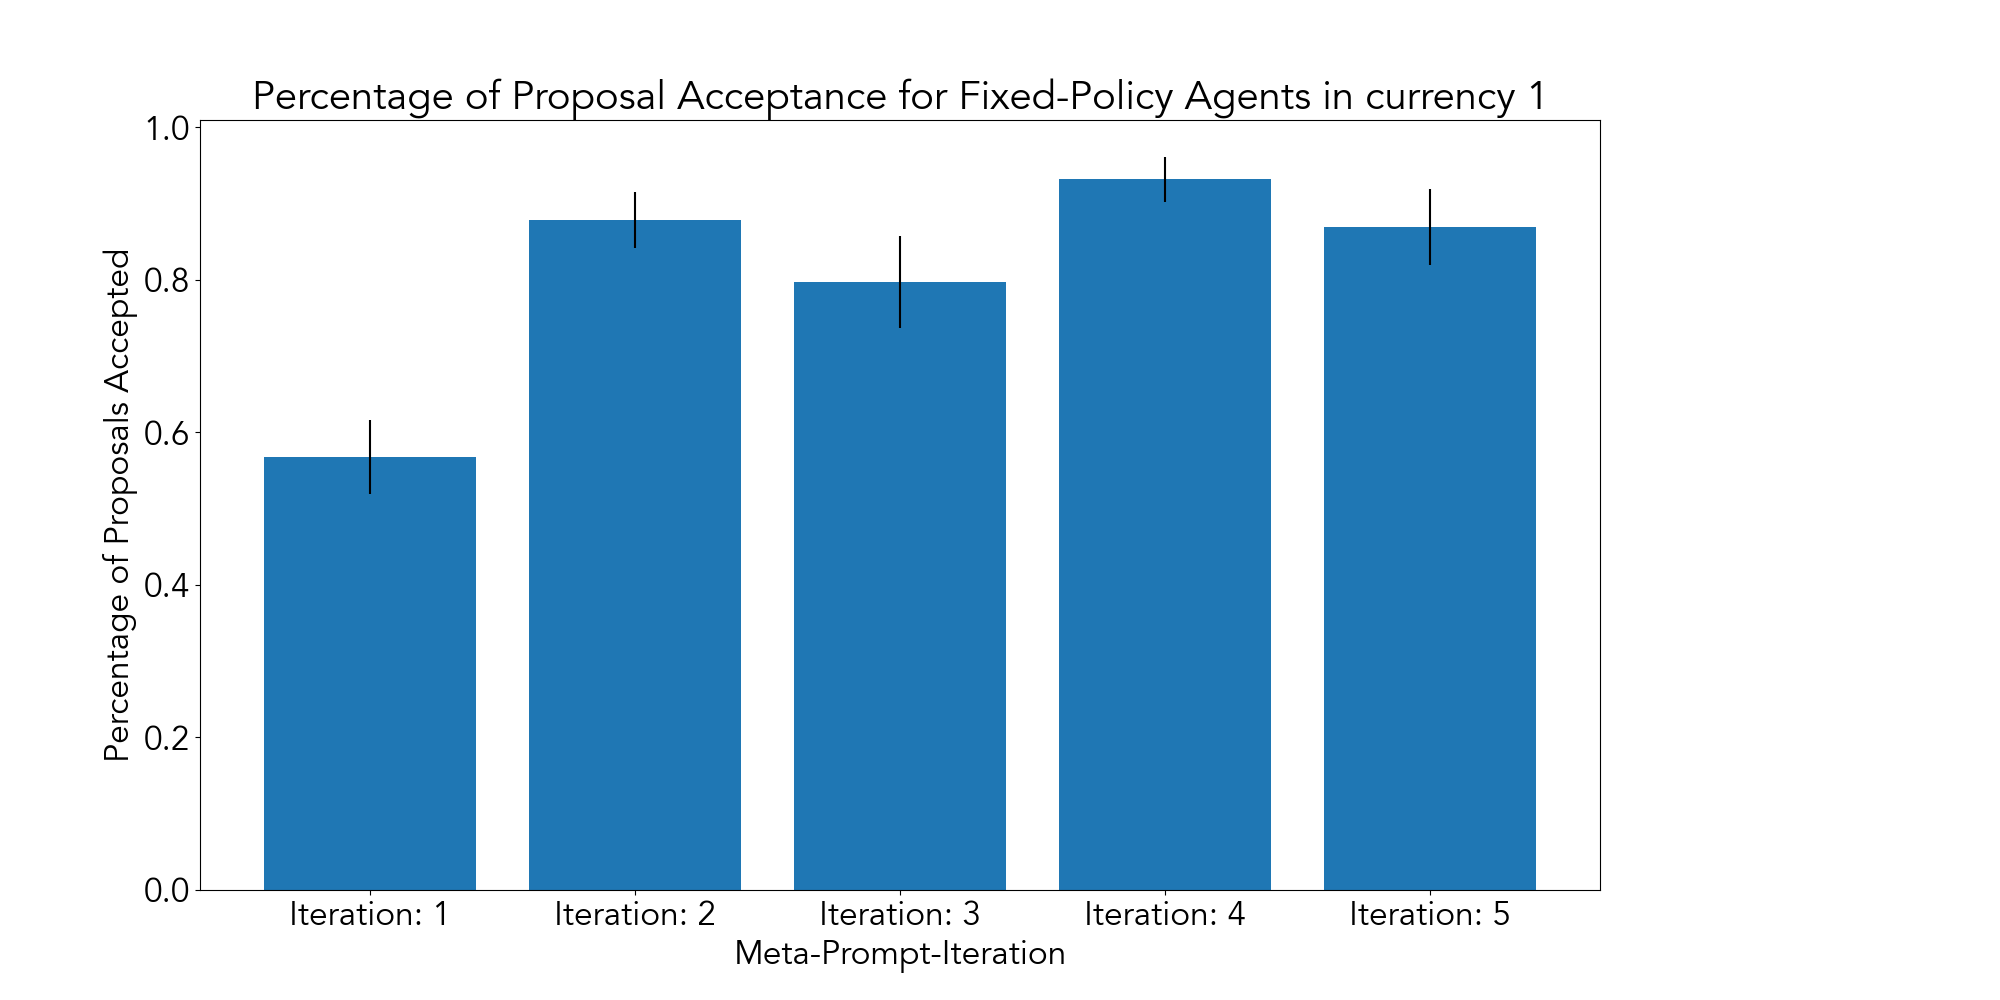 Percentage of Proposal Acceptance for Fixed-Policy Agents in currency 1
Percentage of Proposals Accepted
1.0
0.8
0.6
0.4
0.2
0.0
Iteration: 1 Iteration: 2 Iteration: 3 Iteration: 4 Iteration: 5
Meta-Prompt-Iteration